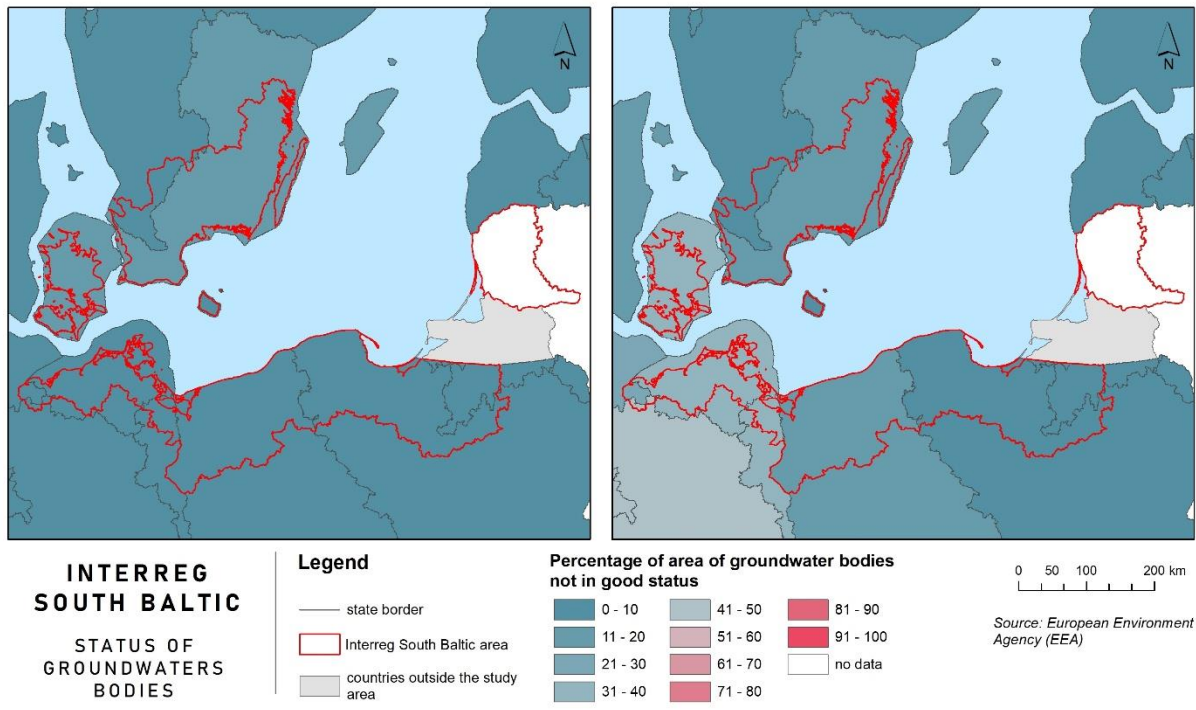 N
N
INTERREG
SOUTH BALTIC
STATUS OF
GROUNDWATERS
BODIES
Legend
state border
Interreg South Baltic area
countries outside the study
area
Percentage of area of groundwater bodies
not in good status
0 - 10
11 - 20
21 - 30
31 - 40
41 - 50
51 - 60
61 - 70
71 - 80
81 - 90
91 - 100
no data
0 50 100 200 km
Source: European Environment
Agency (EEA)